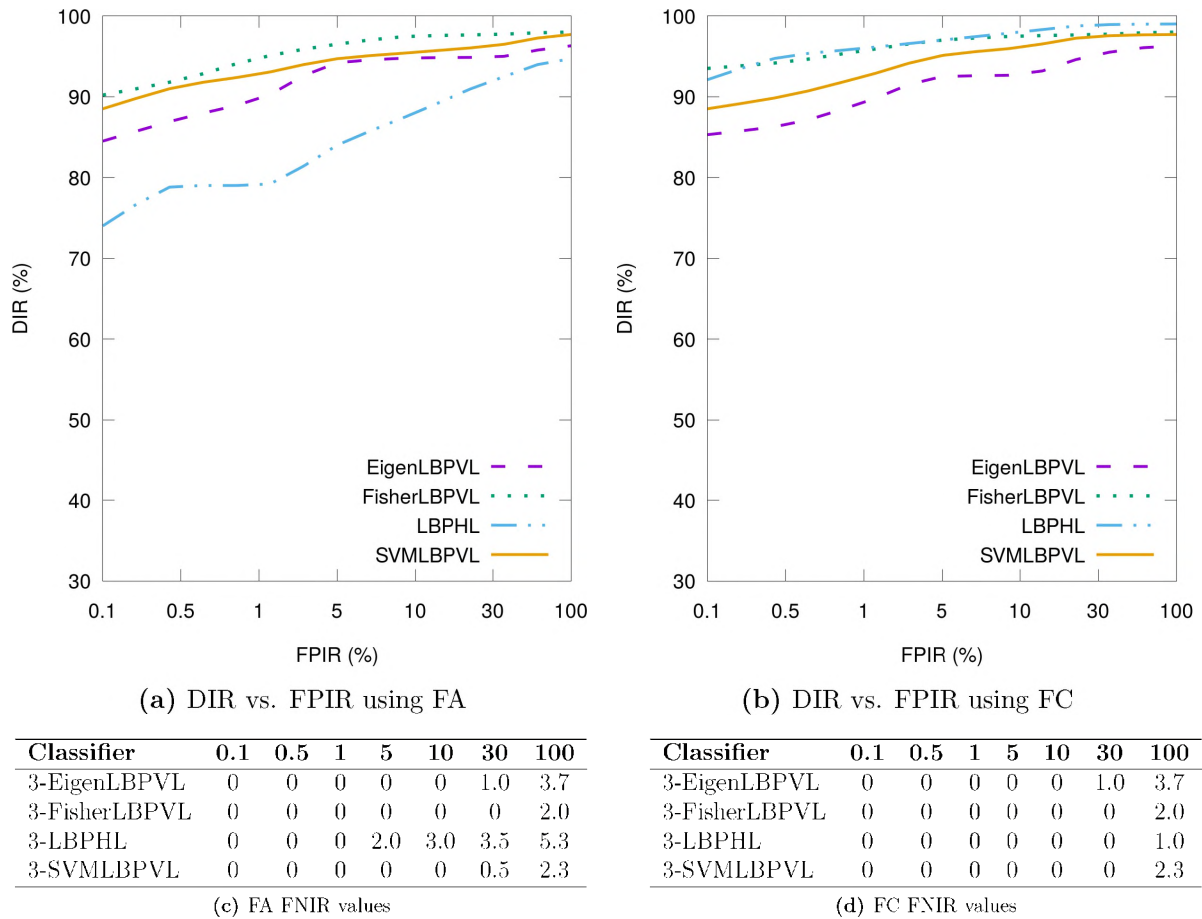 100
90
80
70
60
50
40
30
DIR (%)
EigenLBPVL
FisherLBPVL
LBPHL
SVMLBPVL
0.1 0.5 1 5 10 30 100
FPIR (%)
(a) DIR vs. FPIR using FA
100
90
80
70
60
50
40
30
DIR (%)
EigenLBPVL
FisherLBPVL
LBPHL
SVMLBPVL
0.1 0.5 1 5 10 30 100
FPIR (%)
(b) DIR vs. FPIR using FC
Classifier 0.1 0.5 1 5 10 30 100
3-EigenLBPVL 0 0 0 0 0 1.0 3.7
3-FisherLBPVL 0 0 0 0 0 0 2.0
3-LBPHL 0 0 0 2.0 3.0 3.5 5.3
3-SVMLBPVL 0 0 0 0 0 0.5 2.3
(c) FA FNIR values
Classifier 0.1 0.5 1 5 10 30 100
3-EigenLBPVL 0 0 0 0 0 1.0 3.7
3-FisherLBPVL 0 0 0 0 0 0 2.0
3-LBPHL 0 0 0 0 0 0 1.0
3-SVMLBPVL 0 0 0 0 0 0 2.3
(d) FC FNIR values